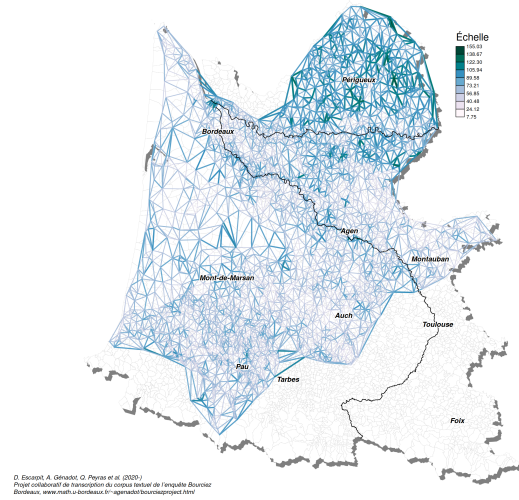 Échelle
155.03
138.67
122.30
105.94
89.58
73.21
56.85
40.48
24.12
7.75
Périgueux
Bordeaux
Agen
Montauban
Mont-de-Marsan
Auch
Toulouse
Pau
Tarbes
Foix
D. Escarpit, A. Génadot, Q. Peyras et al. (2020-)
Projet collaboratif de transcription du corpus textuel de l'enquête Bourciez
Bordeaux, www.math.u-bordeaux.fr/~agenadot/bourciezproject.html